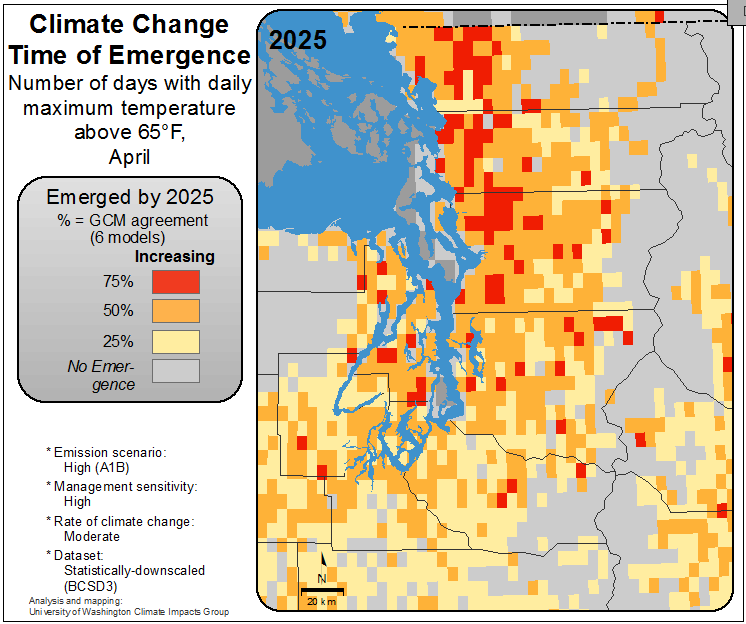 Climate Change
Time of Emergence
Number of days with daily
maximum temperature
above 65°F,
April
Emerged by 2025
% = GCM agreement
(6 models)
Increasing
75%
50%
25%
No Emer-
gence
* Emission scenario:
High (A1B)
* Management sensitivity:
High
* Rate of climate change:
Moderate
* Dataset:
Statistically-downscaled
(BCSD3)
Analysis and mapping:
University of Washington Climate Impacts Group
2025
N
20 km